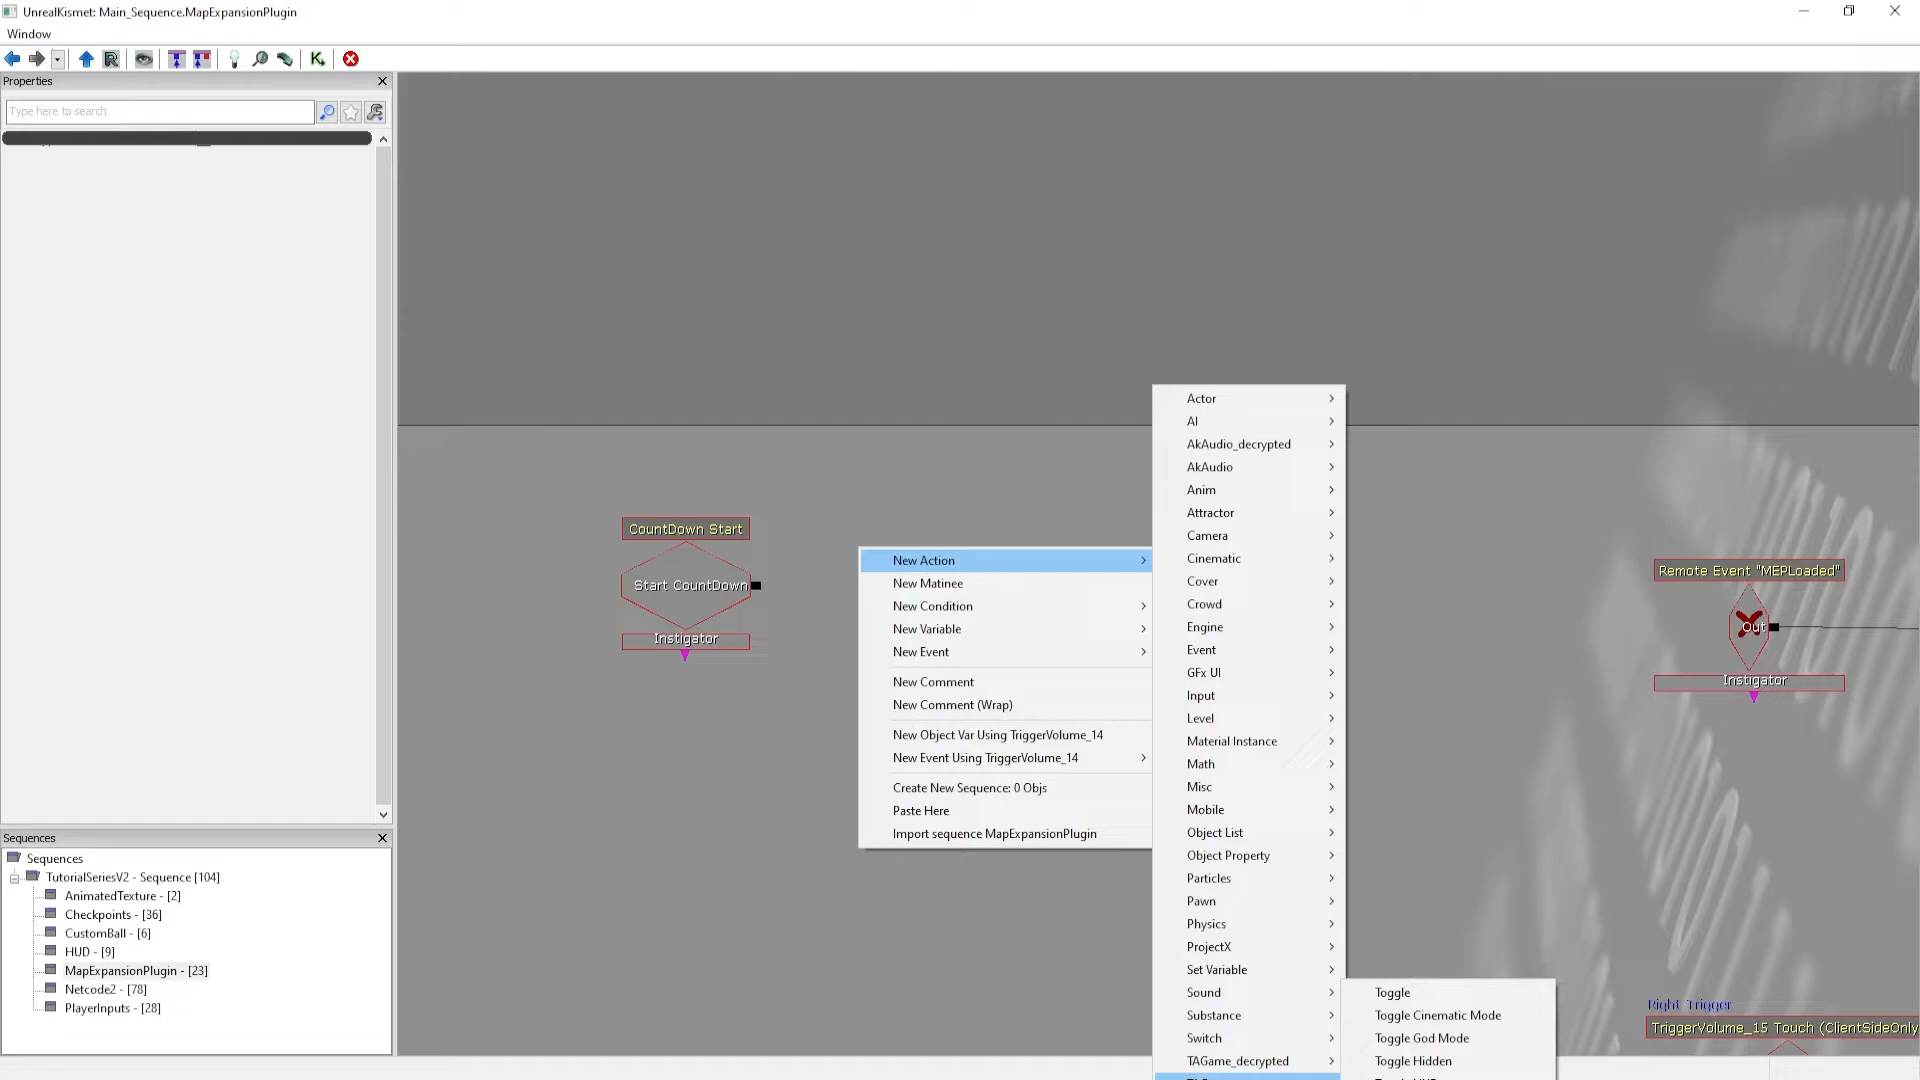 UnrealKismet: Main_Sequence.MapExpansionPlugin
Window
Properties
Type here to search
Sequences
Sequences
TutorialSeriesV2 - Sequence [104]
AnimatedTexture - [2]
Checkpoints - [36]
CustomBall - [6]
HUD - [9]
MapExpansionPlugin - [23]
Netcode2 - [78]
PlayerInputs - [28]
CountDown Start
Start CountDown
Instigator
New Action
New Matinee
New Condition
New Variable
New Event
New Comment
New Comment (Wrap)
New Object Var Using TriggerVolume_14
New Event Using TriggerVolume_14
Create New Sequence: 0 Objs
Paste Here
Import sequence MapExpansionPlugin
Actor
AI
AkAudio_decrypted
AkAudio
Anim
Attractor
Camera
Cinematic
Cover
Crowd
Engine
Event
GFx UI
Input
Level
Material Instance
Math
Misc
Mobile
Object List
Object Property
Particles
Pawn
Physics
ProjectX
Set Variable
Sound
Substance
Switch
TAGame_decrypted
Toggle
Toggle Cinematic Mode
Toggle God Mode
Toggle Hidden
Remote Event "MEPLoaded"
Out
Instigator
Right Trigger
TriggerVolume_15 Touch (ClientSideOnly